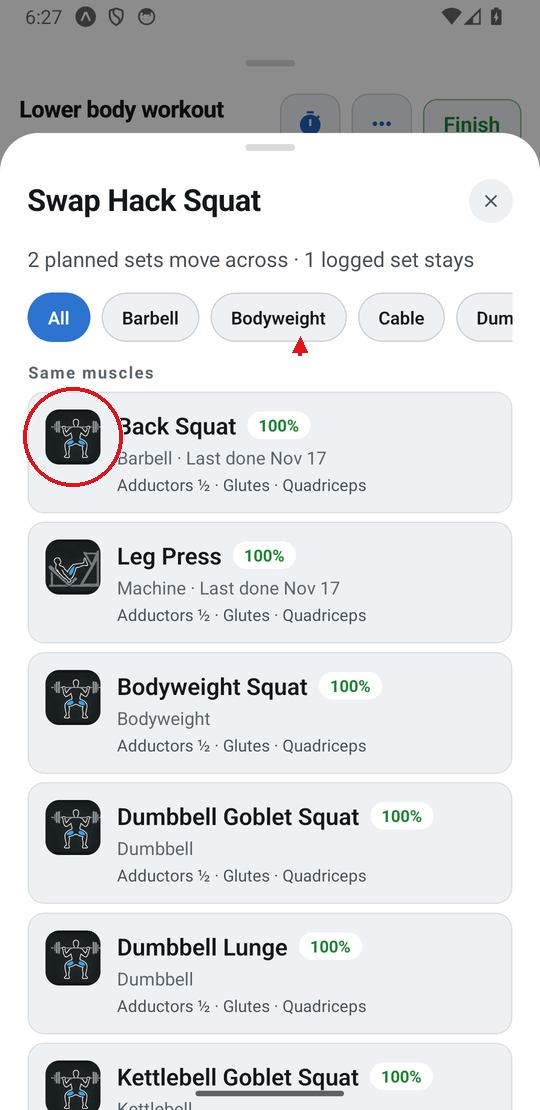 6:27
Lower body workout
Finish
Swap Hack Squat
2 planned sets move across · 1 logged set stays
All
Barbell
Bodyweight
Cable
Dum
Same muscles
Back Squat 100%
Barbell · Last done Nov 17
Adductors ½ · Glutes · Quadriceps
Leg Press 100%
Machine · Last done Nov 17
Adductors ½ · Glutes · Quadriceps
Bodyweight Squat 100%
Bodyweight
Adductors ½ · Glutes · Quadriceps
Dumbbell Goblet Squat 100%
Dumbbell
Adductors ½ · Glutes · Quadriceps
Dumbbell Lunge 100%
Dumbbell
Adductors ½ · Glutes · Quadriceps
Kettlebell Goblet Squat 100%
Kettlebell